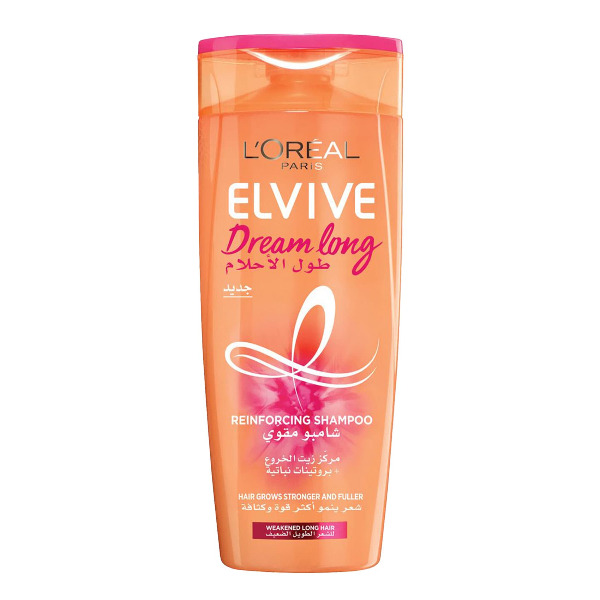 L'ORÉAL
PARIS
ELVIVE
Dream long
طول الأحلام
جديد
REINFORCING SHAMPOO
شامبو مقوي
مركّز زيت الخروع
+ بروتينات نباتية
HAIR GROWS STRONGER AND FULLER
شعر ينمو أكثر قوة وكثافة
WEAKENED LONG HAIR
للشعر الطويل الضعيف